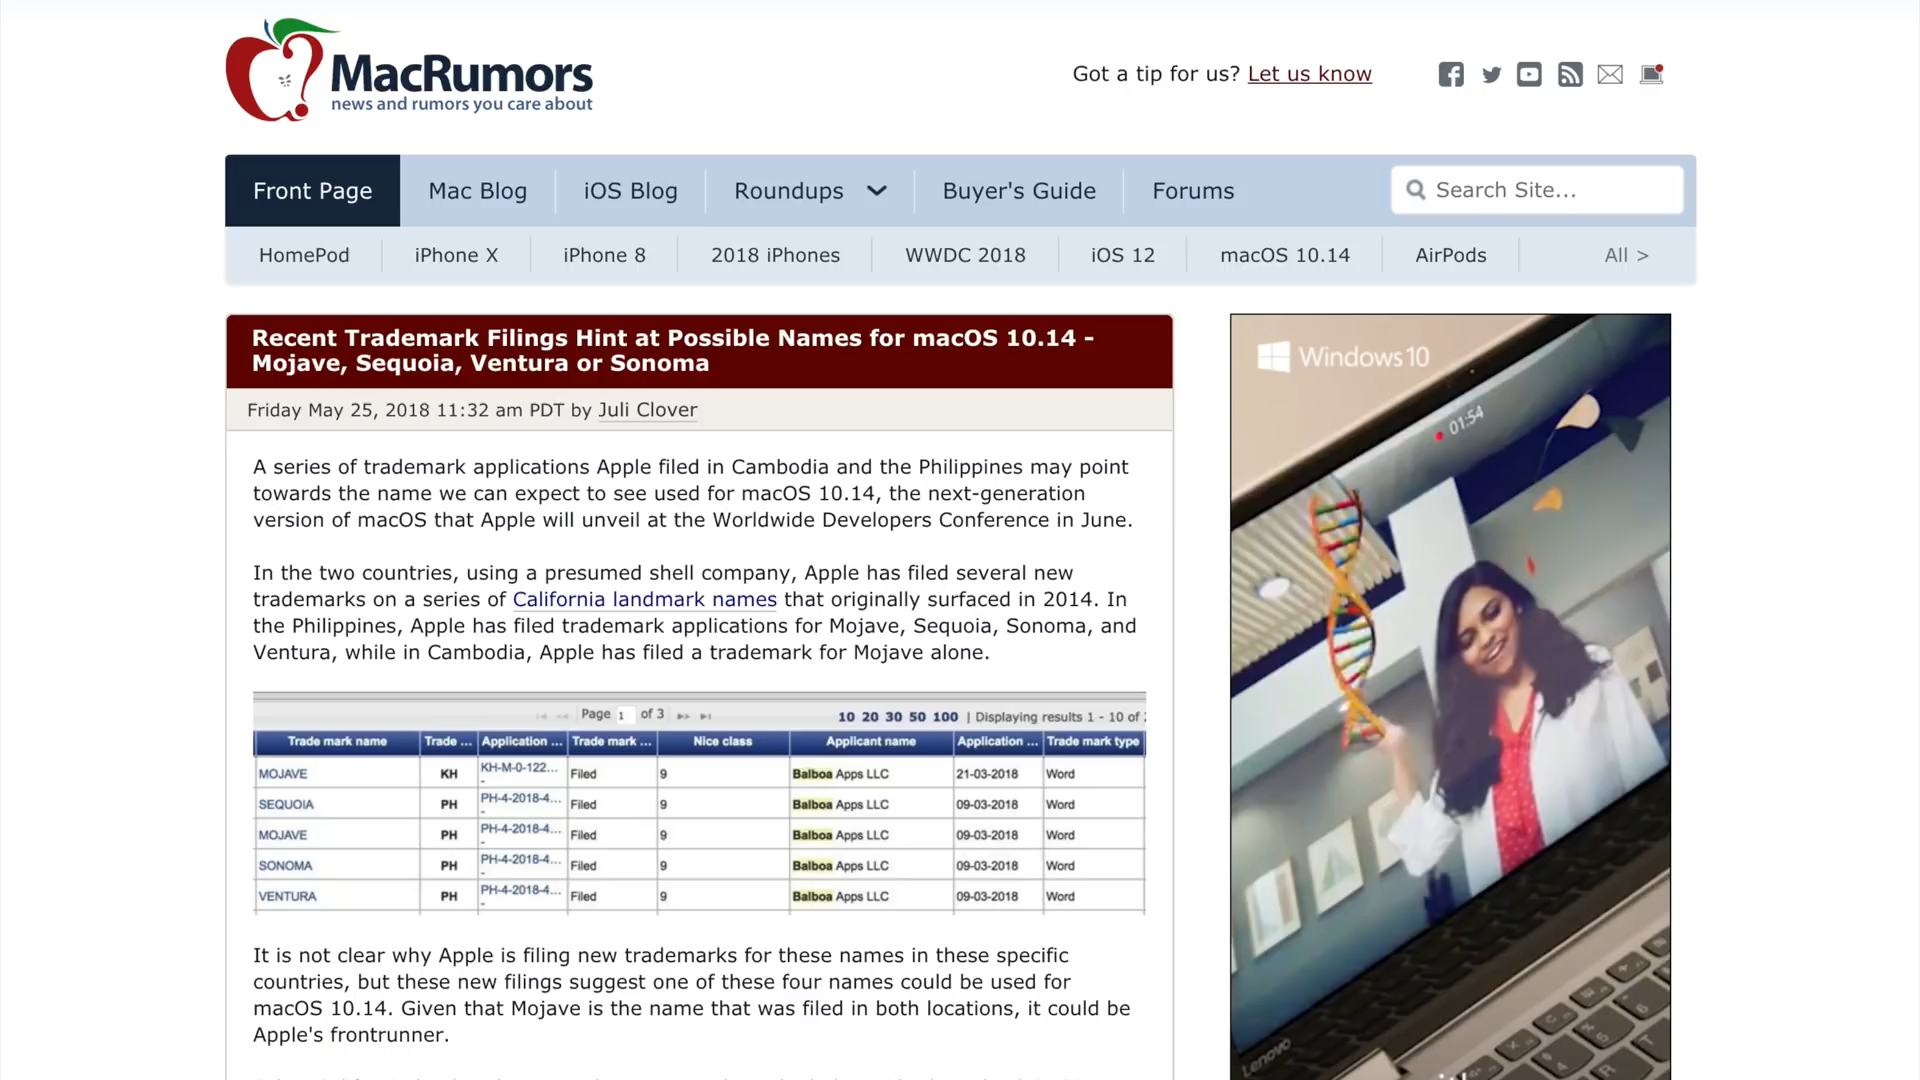 MacRumors
news and rumors you care about
Got a tip for us? Let us know
Front Page Mac Blog iOS Blog Roundups Buyer's Guide Forums Search Site...
HomePod iPhone X iPhone 8 2018 iPhones WWDC 2018 iOS 12 macOS 10.14 AirPods All >
Recent Trademark Filings Hint at Possible Names for macOS 10.14 -
Mojave, Sequoia, Ventura or Sonoma
Friday May 25, 2018 11:32 am PDT by Juli Clover
A series of trademark applications Apple filed in Cambodia and the Philippines may point
towards the name we can expect to see used for macOS 10.14, the next-generation
version of macOS that Apple will unveil at the Worldwide Developers Conference in June.
In the two countries, using a presumed shell company, Apple has filed several new
trademarks on a series of California landmark names that originally surfaced in 2014. In
the Philippines, Apple has filed trademark applications for Mojave, Sequoia, Sonoma, and
Ventura, while in Cambodia, Apple has filed a trademark for Mojave alone.
Page 1 of 3 10 20 30 50 100 | Displaying results 1 - 10 of
Trade mark name Trade ... Application ... Trade mark ... Nice class Applicant name Application ... Trade mark type
MOJAVE KH KH-M-0-122... - Filed 9 Balboa Apps LLC 21-03-2018 Word
SEQUOIA PH PH-4-2018-4... - Filed 9 Balboa Apps LLC 09-03-2018 Word
MOJAVE PH PH-4-2018-4... - Filed 9 Balboa Apps LLC 09-03-2018 Word
SONOMA PH PH-4-2018-4... - Filed 9 Balboa Apps LLC 09-03-2018 Word
VENTURA PH PH-4-2018-4... - Filed 9 Balboa Apps LLC 09-03-2018 Word
It is not clear why Apple is filing new trademarks for these names in these specific
countries, but these new filings suggest one of these four names could be used for
macOS 10.14. Given that Mojave is the name that was filed in both locations, it could be
Apple's frontrunner.
Windows 10
01:54
Lenovo